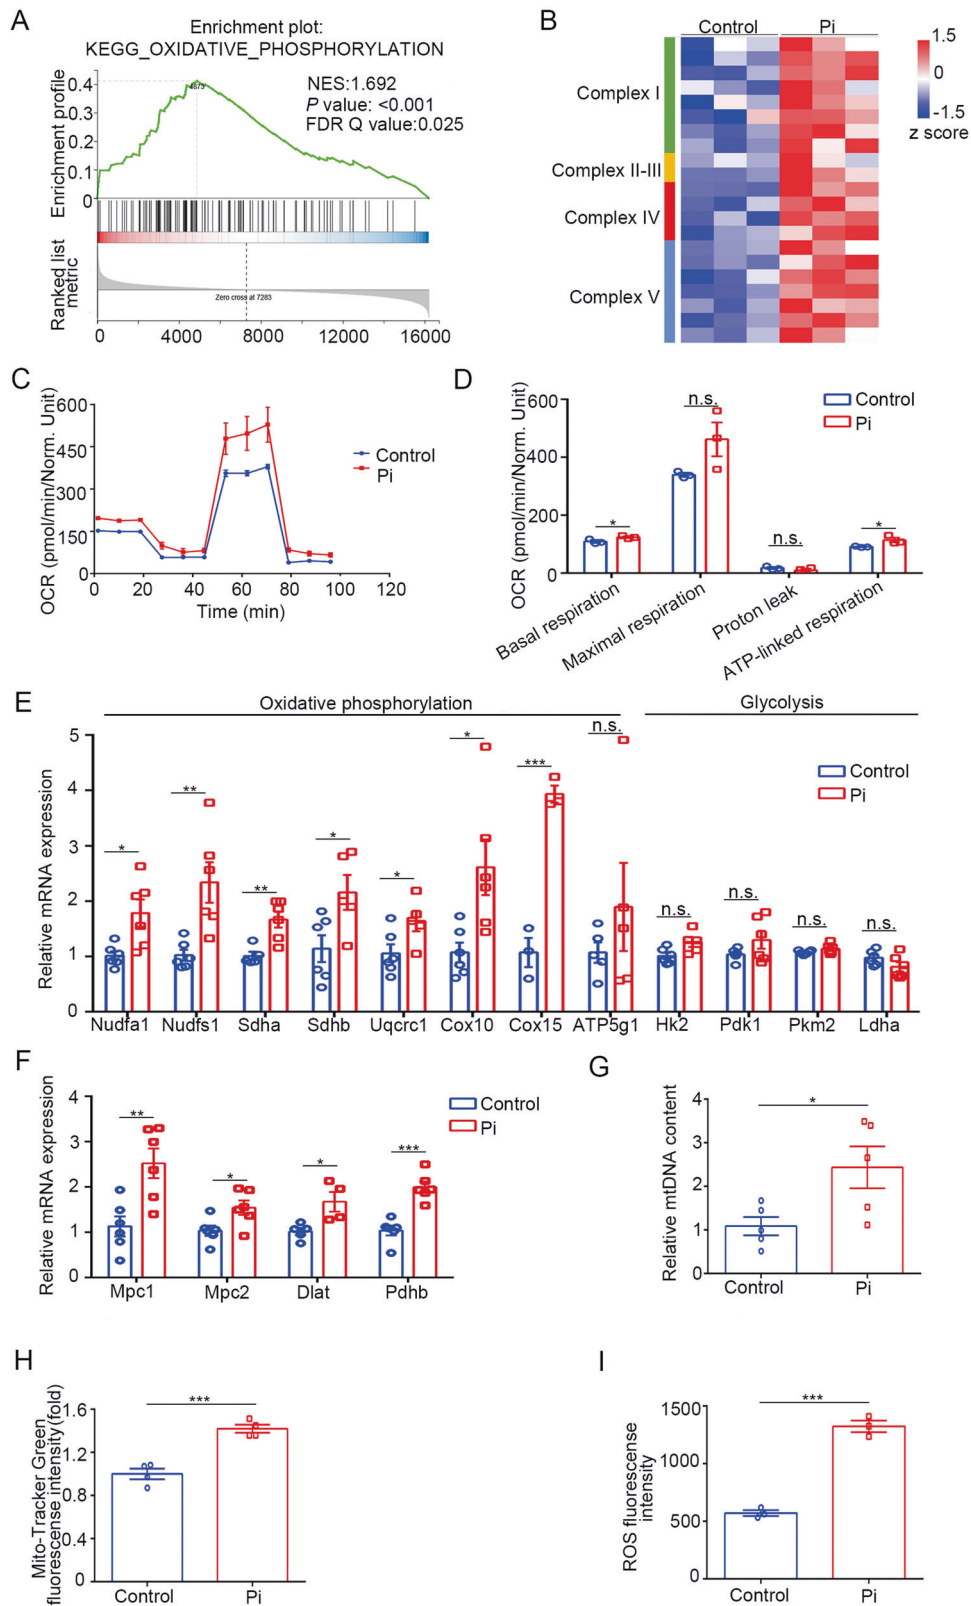 A
Enrichment plot:
KEGG_OXIDATIVE_PHOSPHORYLATION
NES:1.692
P value: <0.001
FDR Q value:0.025
4873
Enrichment profile
0.4
0.3
0.2
0.1
0
Ranked list
metric
Zero cross at 7283
0 4000 8000 12000 16000
B
Control Pi
Complex I
Complex II-III
Complex IV
Complex V
1.5
0
-1.5
z score
C
OCR (pmol/min/Norm. Unit)
600
450
300
150
0
0 20 40 60 80 100 120
Time (min)
Control
Pi
D
OCR (pmol/min/Norm. Unit)
600
400
200
0
* n.s. n.s. *
Control
Pi
Basal respiration
Maximal respiration
Proton leak
ATP-linked respiration
E
Oxidative phosphorylation Glycolysis
Relative mRNA expression
5
4
3
2
1
0
* ** ** * * * *** n.s. n.s. n.s. n.s. n.s.
Control
Pi
Nudfa1 Nudfs1 Sdha Sdhb Uqcrc1 Cox10 Cox15 ATP5g1 Hk2 Pdk1 Pkm2 Ldha
F
Relative mRNA expression
4
3
2
1
0
** * * ***
Control
Pi
Mpc1 Mpc2 Dlat Pdhb
G
Relative mtDNA content
4
3
2
1
0
*
Control Pi
H
Mito-Tracker Green
fluorescense intensity(fold)
1.6
1.2
0.8
0.4
0
***
Control Pi
I
ROS fluorescense
intensity
1500
1000
500
0
***
Control Pi